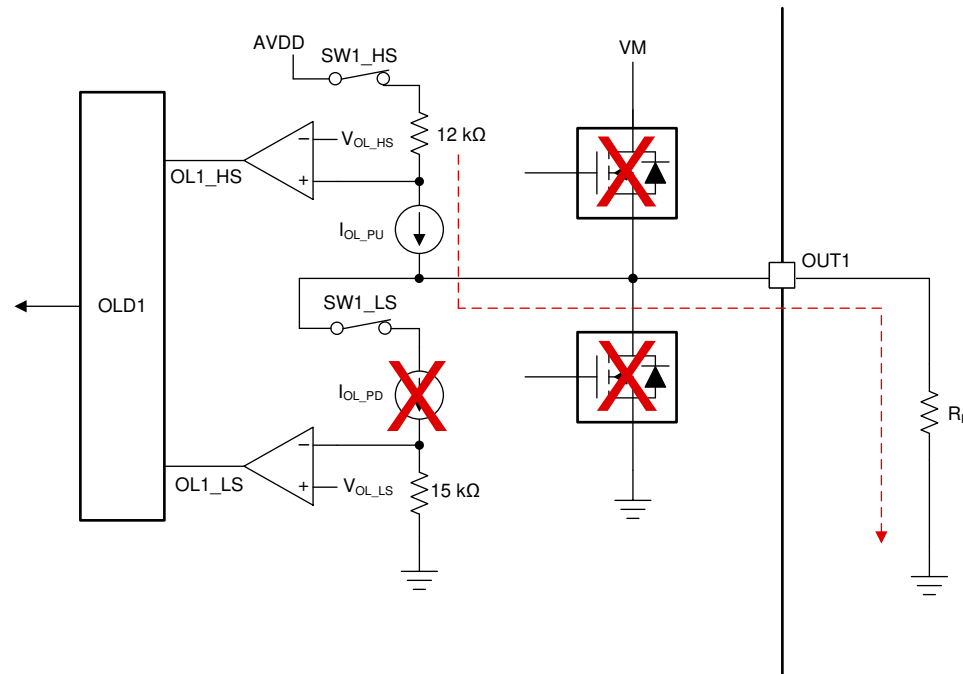 AVDD
SW1_HS
VM
12 kΩ
− V_OL_HS
OL1_HS
+
I_OL_PU
OUT1
OLD1
SW1_LS
I_OL_PD
−
OL1_LS
+ V_OL_LS
15 kΩ